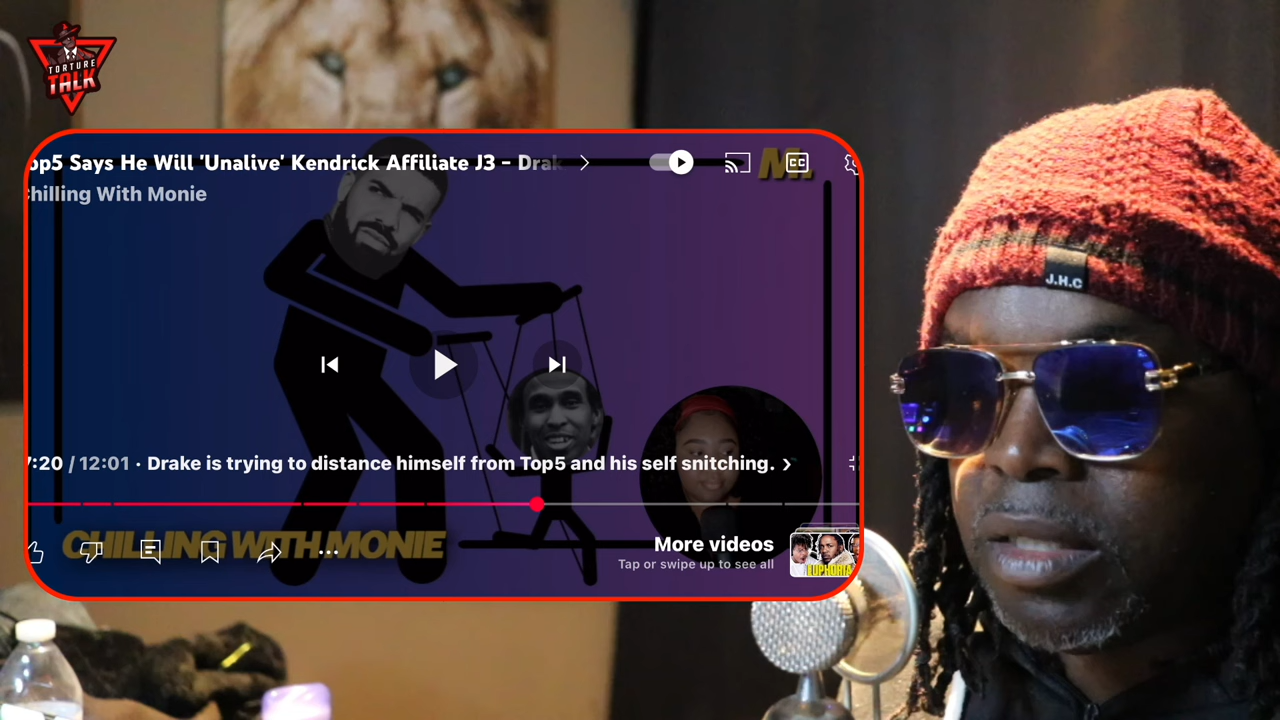 TORTURE
TALK
op5 Says He Will 'Unalive' Kendrick Affiliate J3 - Drak
hilling With Monie
M.
CC
J.H.C
7:20 / 12:01 · Drake is trying to distance himself from Top5 and his self snitching.
CHILLING WITH MONIE
More videos
Tap or swipe up to see all
EUPHORIA